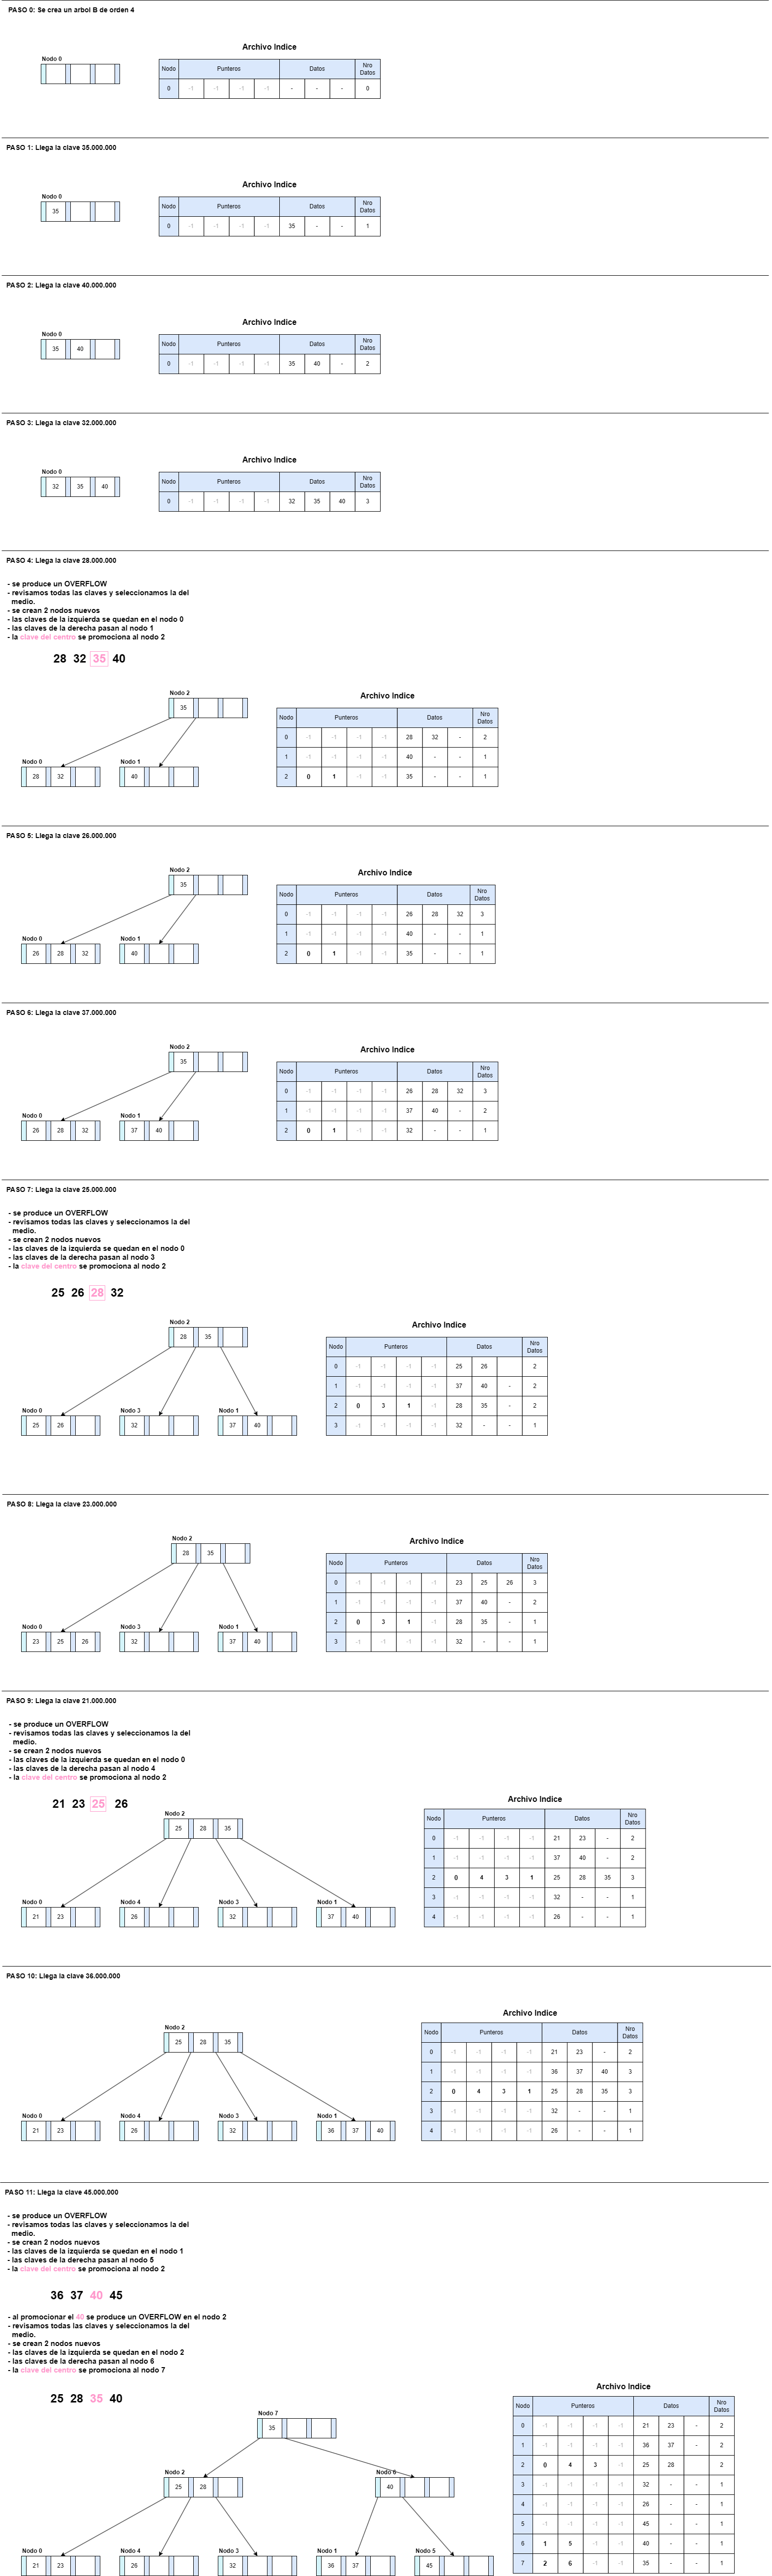 PASO 0: Se crea un arbol B de orden 4
Archivo Indice
Nodo 0
Nodo Punteros Datos Nro Datos
0 -1 -1 -1 -1 - - - 0
PASO 1: Llega la clave 35.000.000
Archivo Indice
Nodo 0
35
Nodo Punteros Datos Nro Datos
0 -1 -1 -1 -1 35 - - 1
PASO 2: Llega la clave 40.000.000
Archivo Indice
Nodo 0
35 40
Nodo Punteros Datos Nro Datos
0 -1 -1 -1 -1 35 40 - 2
PASO 3: Llega la clave 32.000.000
Archivo Indice
Nodo 0
32 35 40
Nodo Punteros Datos Nro Datos
0 -1 -1 -1 -1 32 35 40 3
PASO 4: Llega la clave 28.000.000
- se produce un OVERFLOW
- revisamos todas las claves y seleccionamos la del
medio.
- se crean 2 nodos nuevos
- las claves de la izquierda se quedan en el nodo 0
- las claves de la derecha pasan al nodo 1
- la clave del centro se promociona al nodo 2
28 32 35 40
Nodo 2
35
Nodo 0 Nodo 1
28 32 40
Archivo Indice
Nodo Punteros Datos Nro Datos
0 -1 -1 -1 -1 28 32 - 2
1 -1 -1 -1 -1 40 - - 1
2 0 1 -1 -1 35 - - 1
PASO 5: Llega la clave 26.000.000
Nodo 2
35
Nodo 0 Nodo 1
26 28 32 40
Archivo Indice
Nodo Punteros Datos Nro Datos
0 -1 -1 -1 -1 26 28 32 3
1 -1 -1 -1 -1 40 - - 1
2 0 1 -1 -1 35 - - 1
PASO 6: Llega la clave 37.000.000
Nodo 2
35
Nodo 0 Nodo 1
26 28 32 37 40
Archivo Indice
Nodo Punteros Datos Nro Datos
0 -1 -1 -1 -1 26 28 32 3
1 -1 -1 -1 -1 37 40 - 2
2 0 1 -1 -1 32 - - 1
PASO 7: Llega la clave 25.000.000
- se produce un OVERFLOW
- revisamos todas las claves y seleccionamos la del
medio.
- se crean 2 nodos nuevos
- las claves de la izquierda se quedan en el nodo 0
- las claves de la derecha pasan al nodo 3
- la clave del centro se promociona al nodo 2
25 26 28 32
Nodo 2
28 35
Nodo 0 Nodo 3 Nodo 1
25 26 32 37 40
Archivo Indice
Nodo Punteros Datos Nro Datos
0 -1 -1 -1 -1 25 26 2
1 -1 -1 -1 -1 37 40 - 2
2 0 3 1 -1 28 35 - 2
3 -1 -1 -1 -1 32 - - 1
PASO 8: Llega la clave 23.000.000
Nodo 2
28 35
Nodo 0 Nodo 3 Nodo 1
23 25 26 32 37 40
Archivo Indice
Nodo Punteros Datos Nro Datos
0 -1 -1 -1 -1 23 25 26 3
1 -1 -1 -1 -1 37 40 - 2
2 0 3 1 -1 28 35 - 1
3 -1 -1 -1 -1 32 - - 1
PASO 9: Llega la clave 21.000.000
- se produce un OVERFLOW
- revisamos todas las claves y seleccionamos la del
medio.
- se crean 2 nodos nuevos
- las claves de la izquierda se quedan en el nodo 0
- las claves de la derecha pasan al nodo 4
- la clave del centro se promociona al nodo 2
21 23 25 26
Nodo 2
25 28 35
Nodo 0 Nodo 4 Nodo 3 Nodo 1
21 23 26 32 37 40
Archivo Indice
Nodo Punteros Datos Nro Datos
0 -1 -1 -1 -1 21 23 - 2
1 -1 -1 -1 -1 37 40 - 2
2 0 4 3 1 25 28 35 3
3 -1 -1 -1 -1 32 - - 1
4 -1 -1 -1 -1 26 - - 1
PASO 10: Llega la clave 36.000.000
Nodo 2
25 28 35
Nodo 0 Nodo 4 Nodo 3 Nodo 1
21 23 26 32 36 37 40
Archivo Indice
Nodo Punteros Datos Nro Datos
0 -1 -1 -1 -1 21 23 - 2
1 -1 -1 -1 -1 36 37 40 3
2 0 4 3 1 25 28 35 3
3 -1 -1 -1 -1 32 - - 1
4 -1 -1 -1 -1 26 - - 1
PASO 11: Llega la clave 45.000.000
- se produce un OVERFLOW
- revisamos todas las claves y seleccionamos la del
medio.
- se crean 2 nodos nuevos
- las claves de la izquierda se quedan en el nodo 1
- las claves de la derecha pasan al nodo 5
- la clave del centro se promociona al nodo 2
36 37 40 45
- al promocionar el 40 se produce un OVERFLOW en el nodo 2
- revisamos todas las claves y seleccionamos la del
medio.
- se crean 2 nodos nuevos
- las claves de la izquierda se quedan en el nodo 2
- las claves de la derecha pasan al nodo 6
- la clave del centro se promociona al nodo 7
25 28 35 40
Nodo 7
35
Nodo 2 Nodo 6
25 28 40
Nodo 0 Nodo 4 Nodo 3 Nodo 1 Nodo 5
21 23 26 32 36 37 45
Archivo Indice
Nodo Punteros Datos Nro Datos
0 -1 -1 -1 -1 21 23 - 2
1 -1 -1 -1 -1 36 37 - 2
2 0 4 3 -1 25 28 2
3 -1 -1 -1 -1 32 - - 1
4 -1 -1 -1 -1 26 - - 1
5 -1 -1 -1 -1 45 - - 1
6 1 5 -1 -1 40 - - 1
7 2 6 -1 -1 35 - - 1